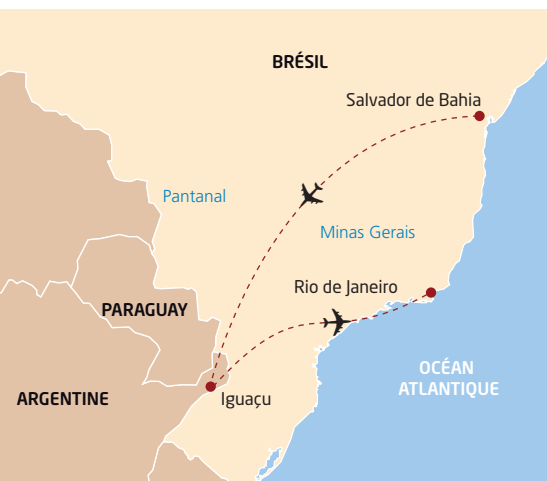 BRÉSIL
Salvador de Bahia
Pantanal
Minas Gerais
Rio de Janeiro
PARAGUAY
OCÉAN
ATLANTIQUE
ARGENTINE
Iguaçu